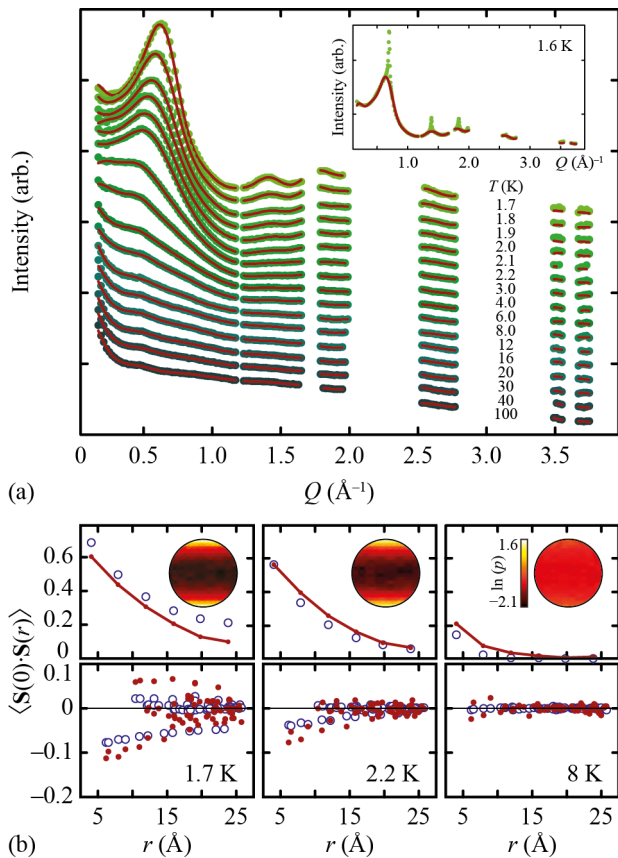 Intensity (arb.)
Intensity (arb.)
1.6 K
1.0 2.0 3.0
Q (Å)⁻¹
T (K)
1.7
1.8
1.9
2.0
2.1
2.2
3.0
4.0
6.0
8.0
12
16
20
30
40
100
0 0.5 1.0 1.5 2.0 2.5 3.0 3.5
(a)
Q (Å⁻¹)
⟨S(0)·S(r)⟩
0.6
0.4
0.2
0
ln (p)
1.6
−2.1
0.1
0
−0.1
−0.2
1.7 K 2.2 K 8 K
5 15 25 5 15 25 5 15 25
(b)
r (Å) r (Å) r (Å)